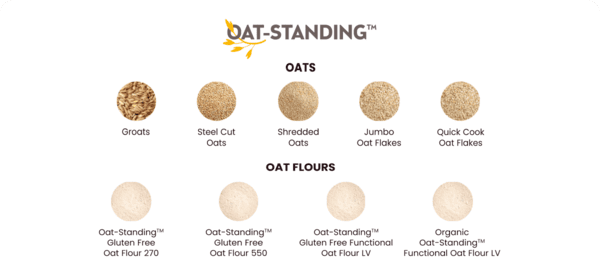 OAT-STANDING™
OATS
Groats
Steel Cut
Oats
Shredded
Oats
Jumbo
Oat Flakes
Quick Cook
Oat Flakes
OAT FLOURS
Oat-Standing™
Gluten Free
Oat Flour 270
Oat-Standing™
Gluten Free
Oat Flour 550
Oat-Standing™
Gluten Free Functional
Oat Flour LV
Organic
Oat-Standing™
Functional Oat Flour LV